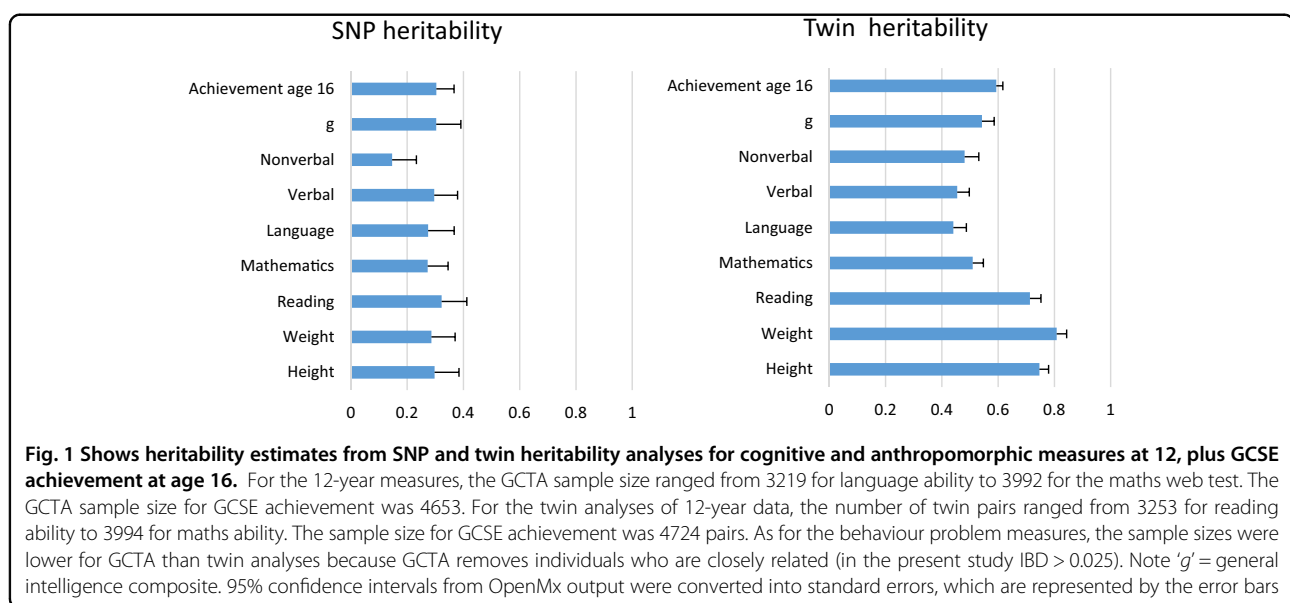 SNP heritability
Twin heritability
Achievement age 16
g
Nonverbal
Verbal
Language
Mathematics
Reading
Weight
Height
0 0.2 0.4 0.6 0.8 1
Achievement age 16
g
Nonverbal
Verbal
Language
Mathematics
Reading
Weight
Height
0 0.2 0.4 0.6 0.8 1
Fig. 1 Shows heritability estimates from SNP and twin heritability analyses for cognitive and anthropomorphic measures at 12, plus GCSE
achievement at age 16. For the 12-year measures, the GCTA sample size ranged from 3219 for language ability to 3992 for the maths web test. The
GCTA sample size for GCSE achievement was 4653. For the twin analyses of 12-year data, the number of twin pairs ranged from 3253 for reading
ability to 3994 for maths ability. The sample size for GCSE achievement was 4724 pairs. As for the behaviour problem measures, the sample sizes were
lower for GCTA than twin analyses because GCTA removes individuals who are closely related (in the present study IBD > 0.025). Note ‘g’ = general
intelligence composite. 95% confidence intervals from OpenMx output were converted into standard errors, which are represented by the error bars